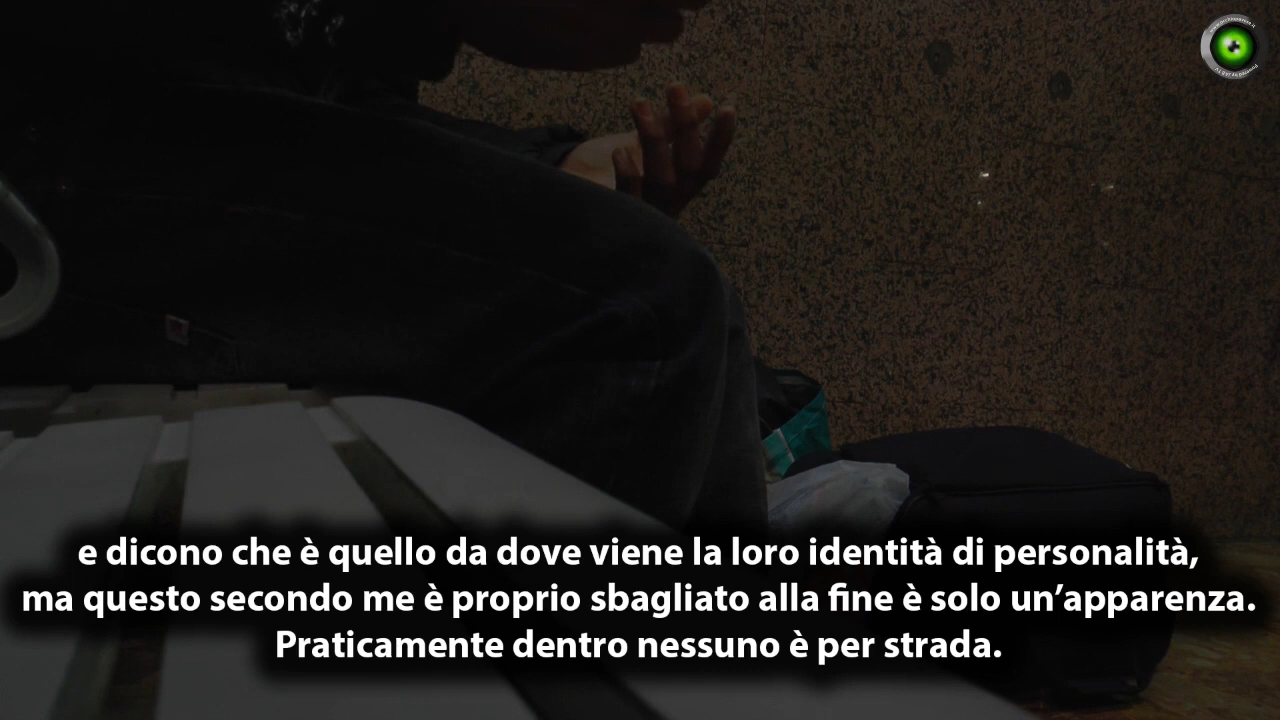 e dicono che è quello da dove viene la loro identità di personalità,
ma questo secondo me è proprio sbagliato alla fine è solo un’apparenza.
Praticamente dentro nessuno è per strada.